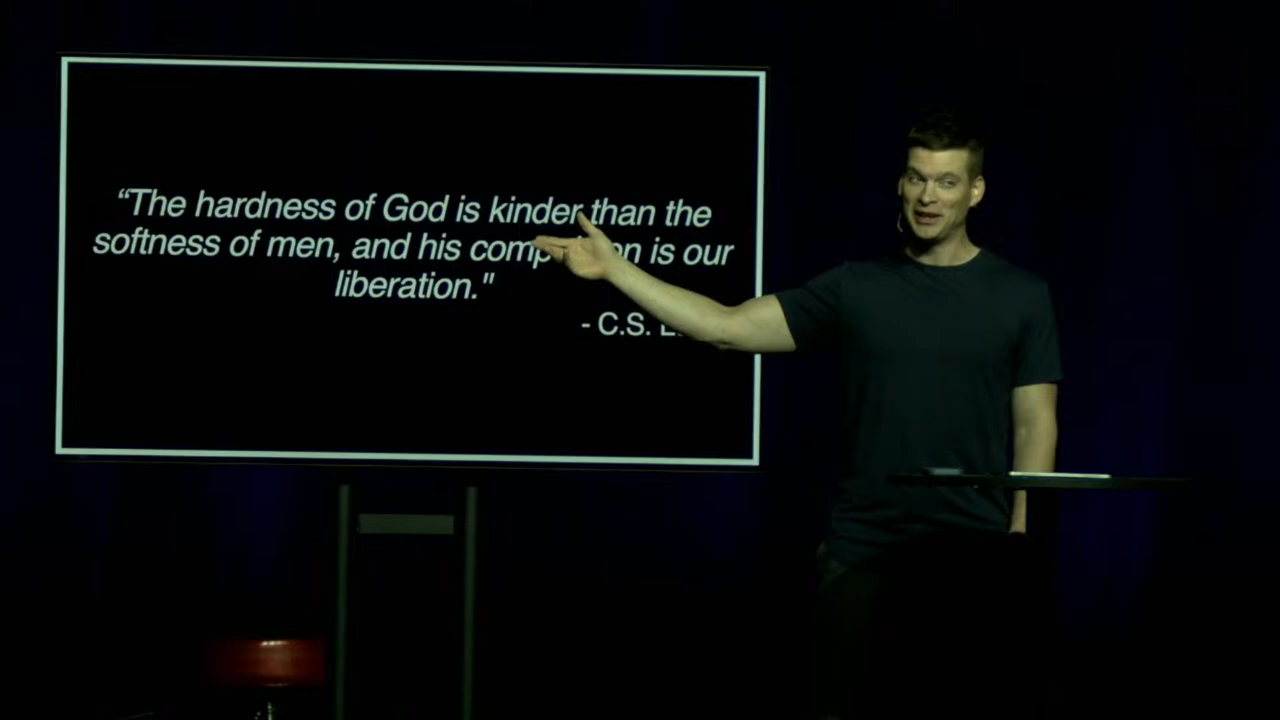 “The hardness of God is kinder than the
softness of men, and his is our
liberation."
- C.S.